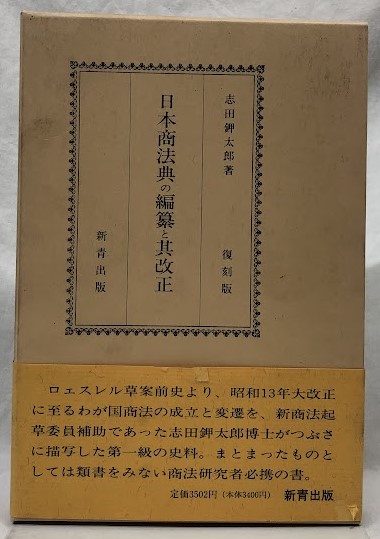 志田鉀太郎著
復刻版
日本商法典の編纂と其改正
新青出版
ロェスレル草案前史より、昭和13年大改正
に至るわが国商法の成立と変遷を、新商法起
草委員補助であった志田鉀太郎博士がつぶさ
に描写した第一級の史料。まとまったものと
しては類書をみない商法研究者必携の書。
定価3502円(本体3400円) 新青出版